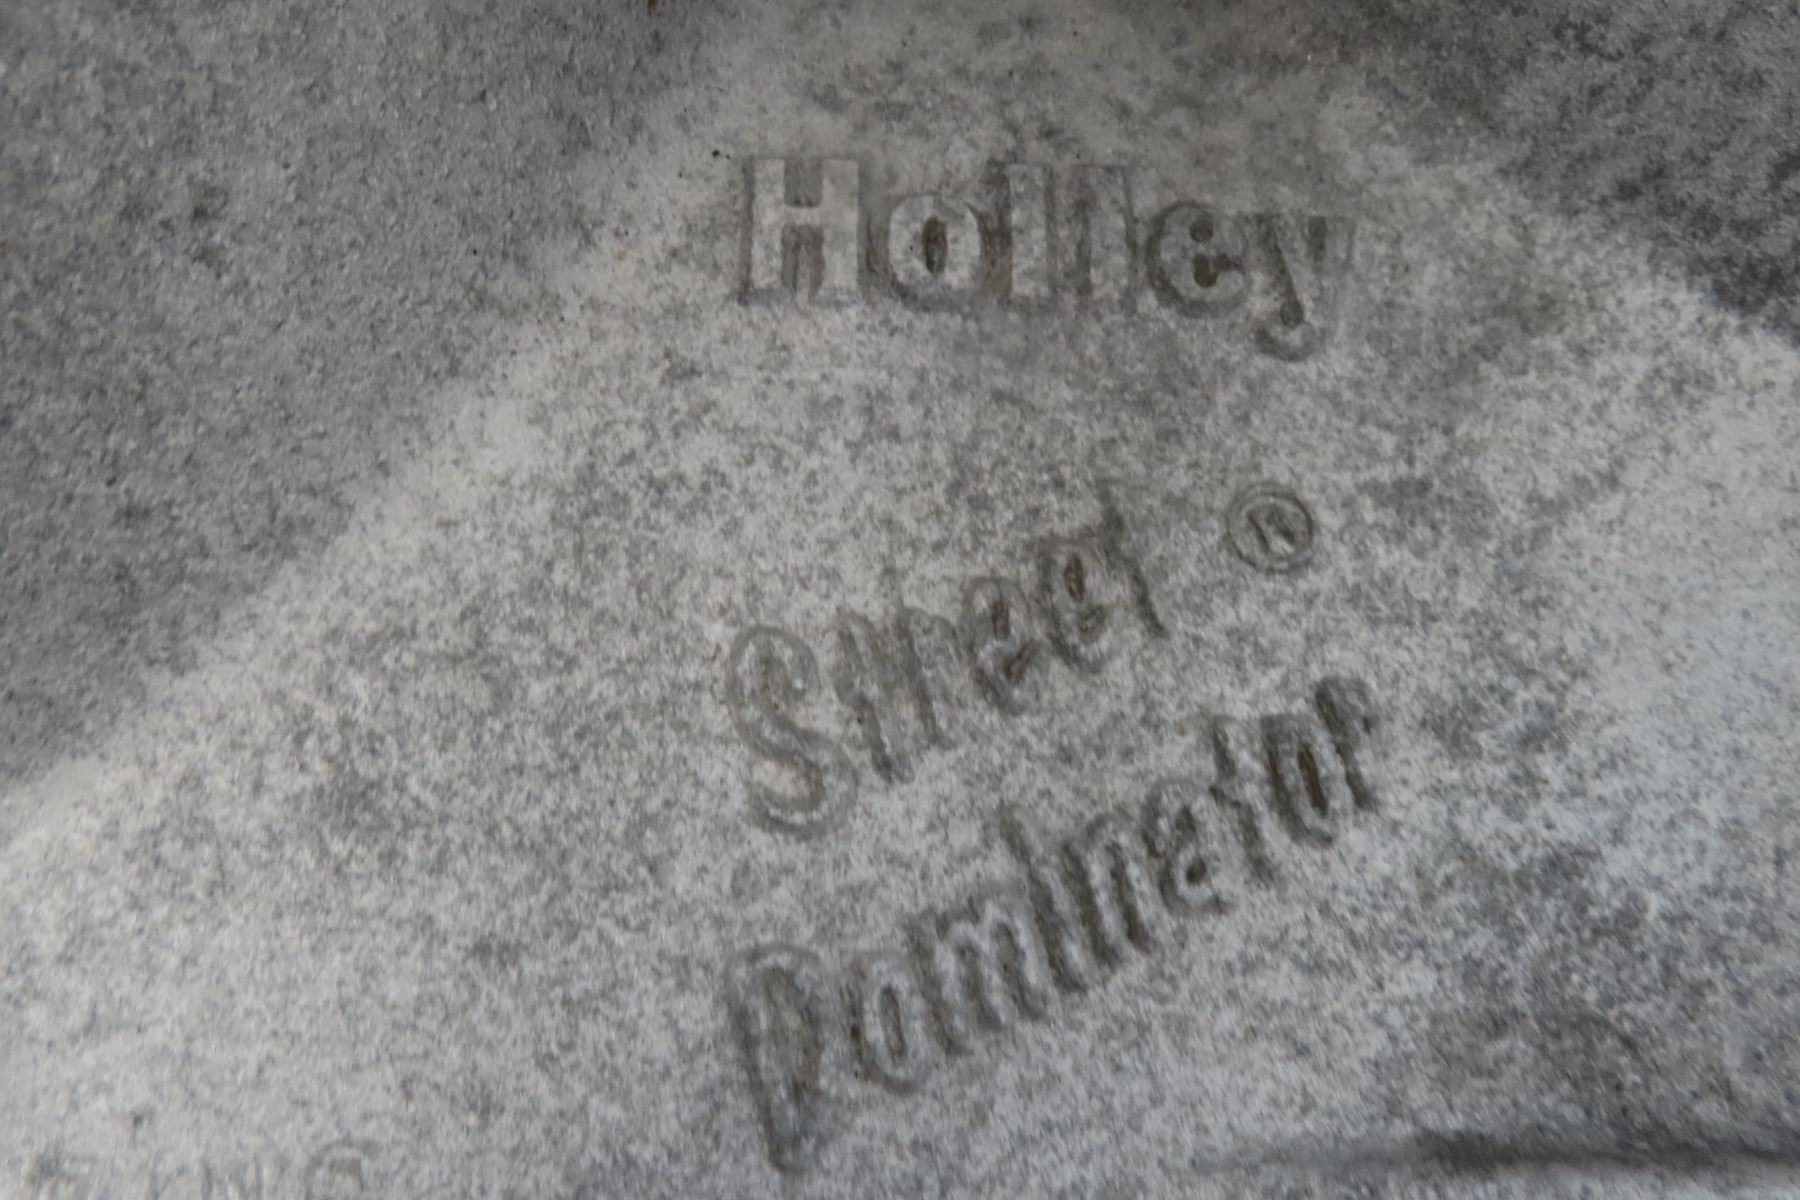 Holley
Street ®
Dominator